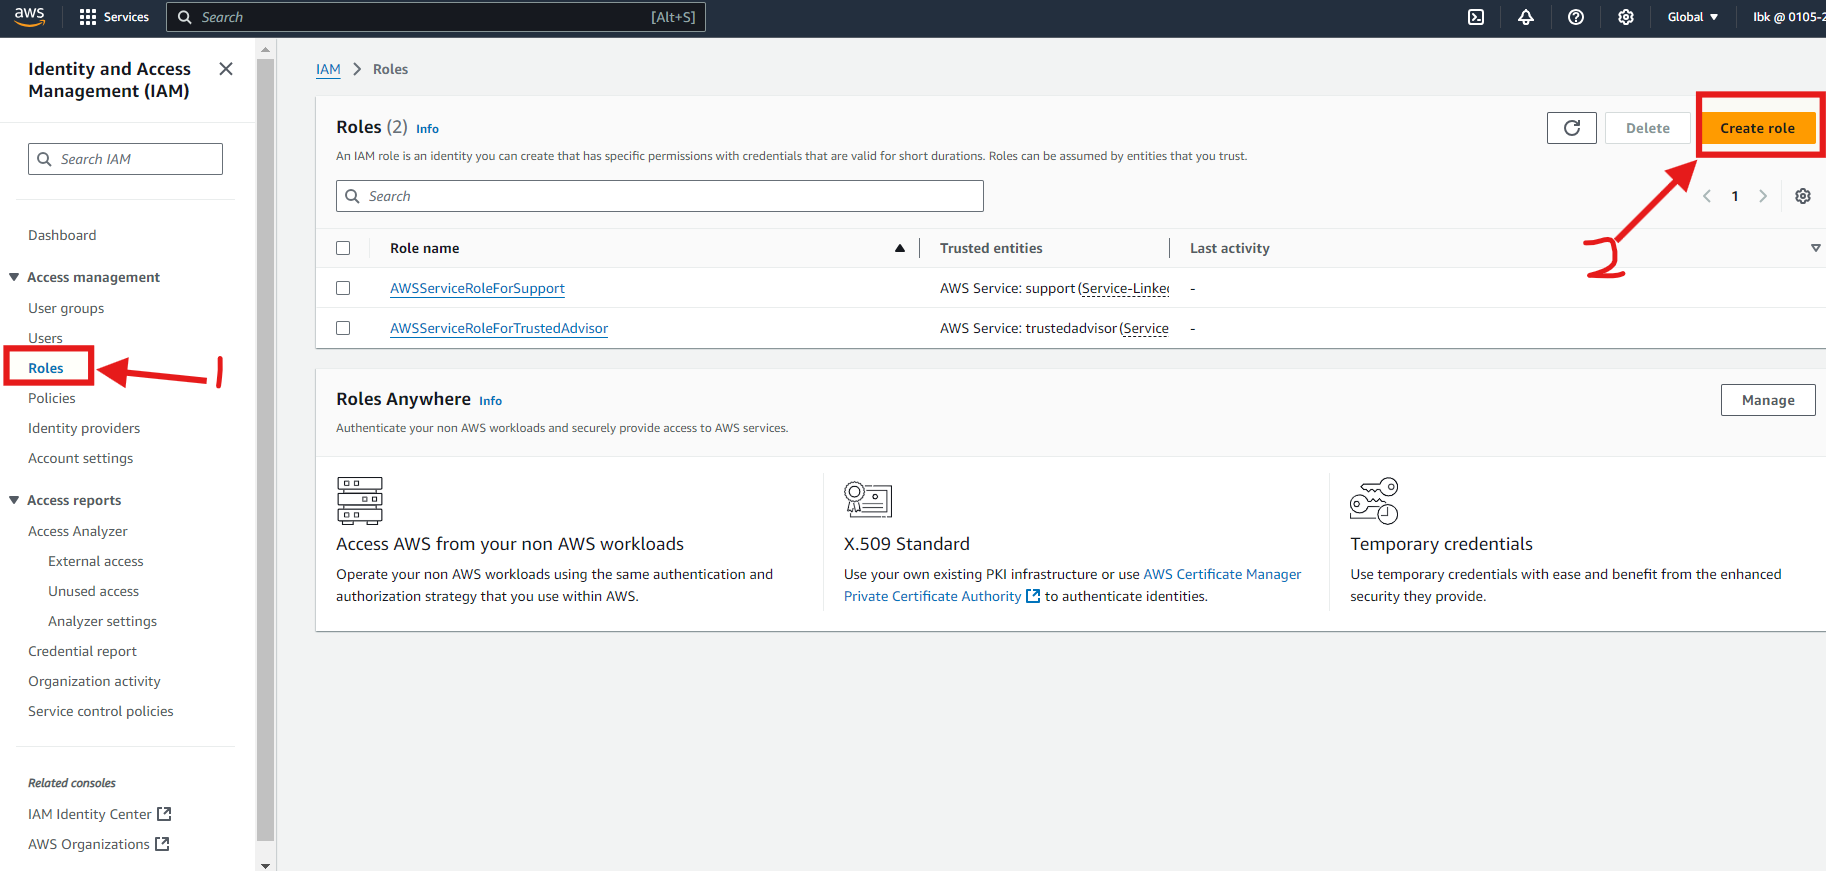 aws Services Search [Alt+S] Global Ibk @ 0105-2
Identity and Access
Management (IAM)
Search IAM
Dashboard
Access management
User groups
Users
Roles
1
Policies
Identity providers
Account settings
Access reports
Access Analyzer
External access
Unused access
Analyzer settings
Credential report
Organization activity
Service control policies
Related consoles
IAM Identity Center
AWS Organizations
IAM > Roles
Roles (2) Info
Delete
Create role
An IAM role is an identity you can create that has specific permissions with credentials that are valid for short durations. Roles can be assumed by entities that you trust.
Search
1
2
Role name Trusted entities Last activity
AWSServiceRoleForSupport AWS Service: support (Service-Linked -
AWSServiceRoleForTrustedAdvisor AWS Service: trustedadvisor (Service -
Roles Anywhere Info
Manage
Authenticate your non AWS workloads and securely provide access to AWS services.
Access AWS from your non AWS workloads
Operate your non AWS workloads using the same authentication and
authorization strategy that you use within AWS.
X.509 Standard
Use your own existing PKI infrastructure or use AWS Certificate Manager
Private Certificate Authority to authenticate identities.
Temporary credentials
Use temporary credentials with ease and benefit from the enhanced
security they provide.